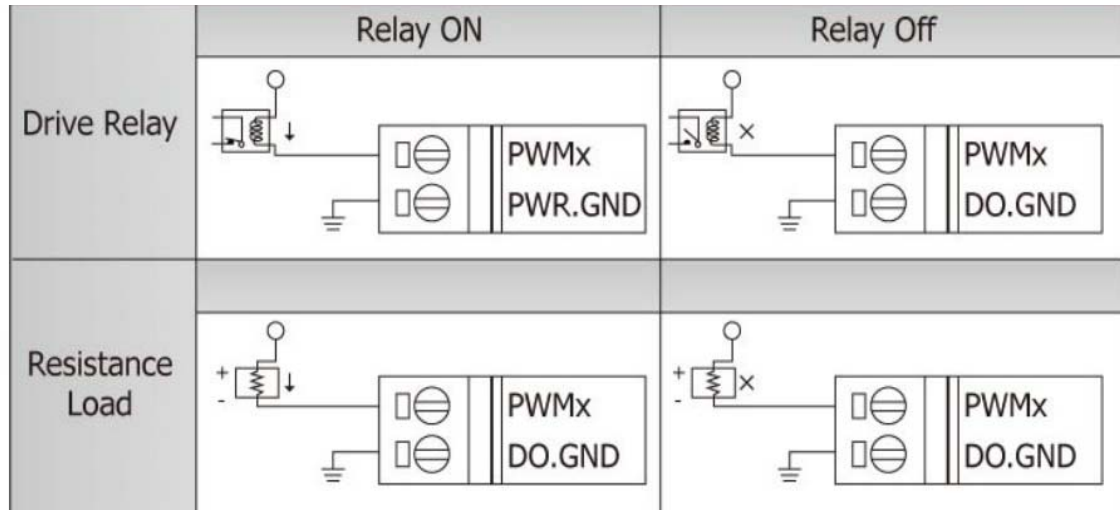 Relay ON
Relay Off
Drive Relay
PWMx
PWR.GND
PWMx
DO.GND
Resistance
Load
+
-
PWMx
DO.GND
+
-
PWMx
DO.GND